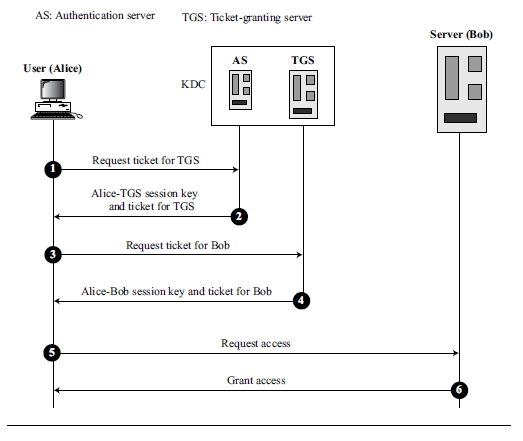 AS: Authentication server
TGS: Ticket-granting server
Server (Bob)
User (Alice)
KDC
AS
TGS
1
Request ticket for TGS
Alice-TGS session key
and ticket for TGS
2
3
Request ticket for Bob
Alice-Bob session key and ticket for Bob
4
5
Request access
Grant access
6